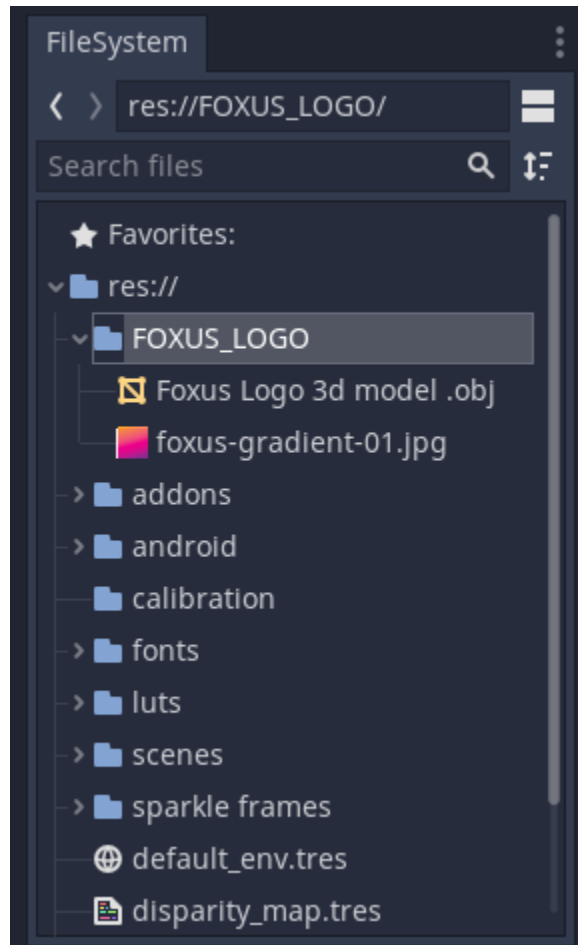 FileSystem
res://FOXUS_LOGO/
Search files
Favorites:
res://
FOXUS_LOGO
Foxus Logo 3d model .obj
foxus-gradient-01.jpg
addons
android
calibration
fonts
luts
scenes
sparkle frames
default_env.tres
disparity_map.tres